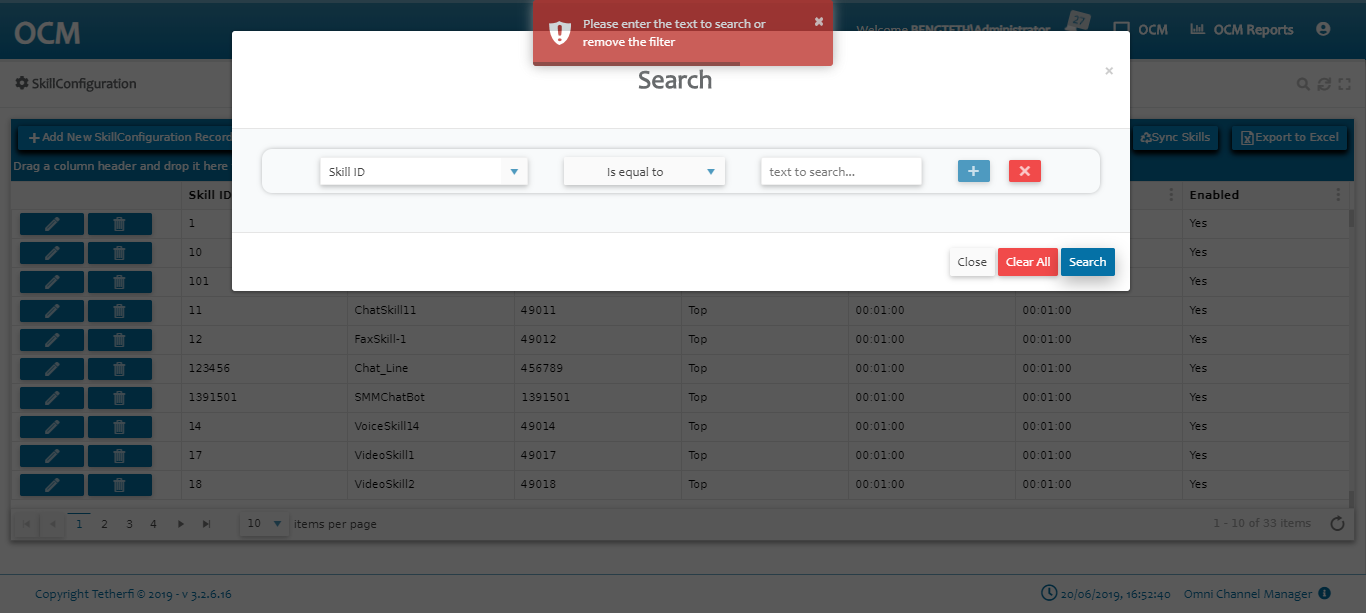 OCM
Please enter the text to search or
remove the filter
Welcome BENGTETH\Administrator
27
OCM
OCM Reports
SkillConfiguration
Search
Add New SkillConfiguration Record
Sync Skills
Export to Excel
Drag a column header and drop it here
Skill ID
Is equal to
text to search...
Close
Clear All
Search
Skill ID
Enabled
1
Yes
10
Yes
101
Yes
11 ChatSkill11 49011 Top 00:01:00 00:01:00 Yes
12 FaxSkill-1 49012 Top 00:01:00 00:01:00 Yes
123456 Chat_Line 456789 Top 00:01:00 00:01:00 Yes
1391501 SMMChatBot 1391501 Top 00:01:00 00:01:00 Yes
14 VoiceSkill14 49014 Top 00:01:00 00:01:00 Yes
17 VideoSkill1 49017 Top 00:01:00 00:01:00 Yes
18 VideoSkill2 49018 Top 00:01:00 00:01:00 Yes
1 2 3 4 10 items per page
1 - 10 of 33 items
Copyright Tetherfi © 2019 - v 3.2.6.16
20/06/2019, 16:52:40 Omni Channel Manager